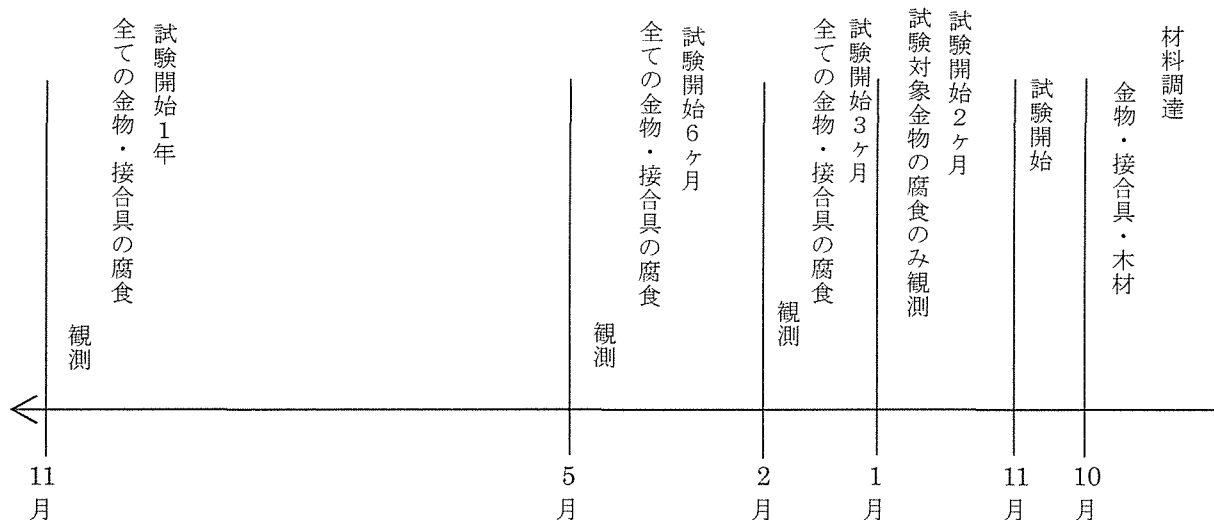 材料調達
金物・接合具・木材
試験開始
試験開始2ヶ月
試験対象金物の腐食のみ観測
試験開始3ヶ月
全ての金物・接合具の腐食
観測
試験開始6ヶ月
全ての金物・接合具の腐食
観測
試験開始1年
全ての金物・接合具の腐食
観測
10月
11月
1月
2月
5月
11月